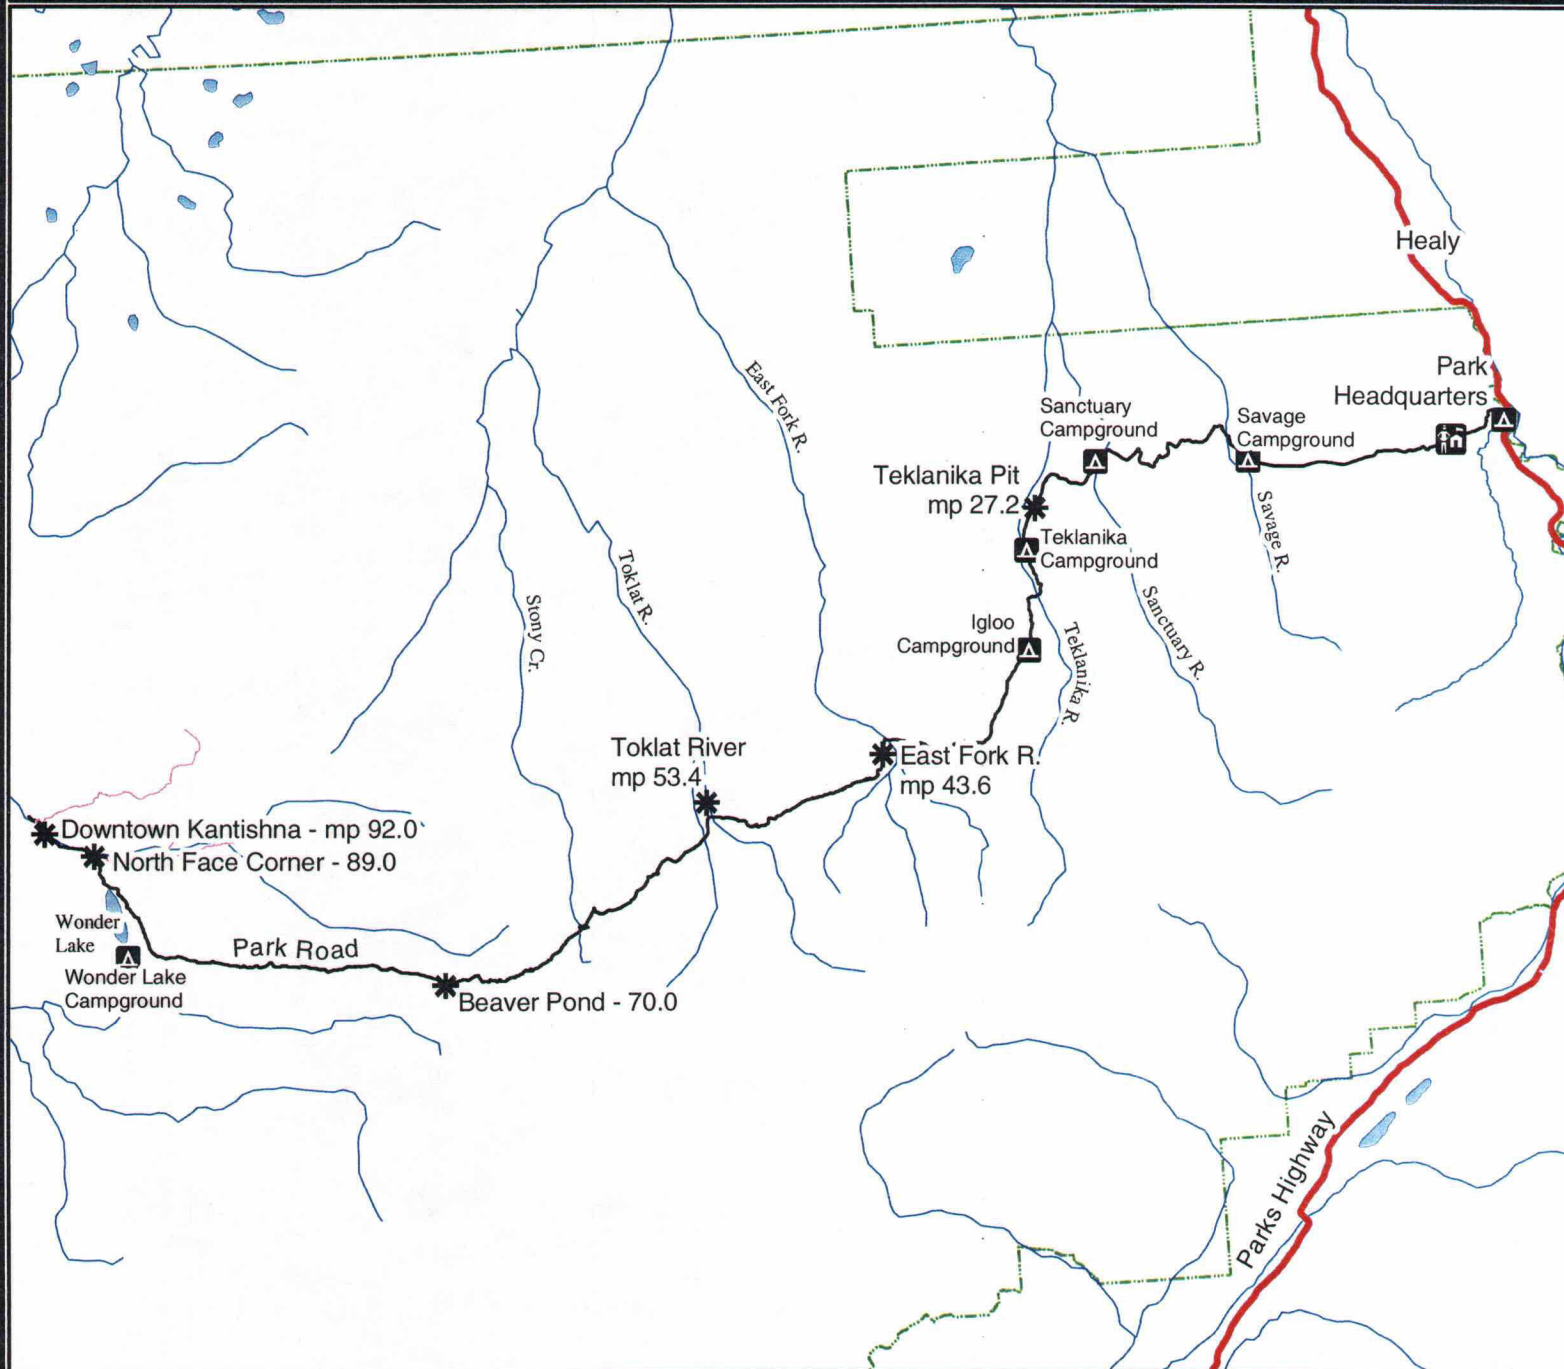 Healy
Park
Headquarters
East Fork R.
Sanctuary
Campground
Savage
Campground
Teklanika Pit
mp 27.2
Savage R.
Teklanika
Campground
Toklat R.
Stony Cr.
Sanctuary R.
Igloo
Campground
Teklanika R.
Toklat River
mp 53.4
East Fork R.
mp 43.6
Downtown Kantishna - mp 92.0
North Face Corner - 89.0
Wonder
Lake
Park Road
Wonder Lake
Campground
Beaver Pond - 70.0
Parks Highway